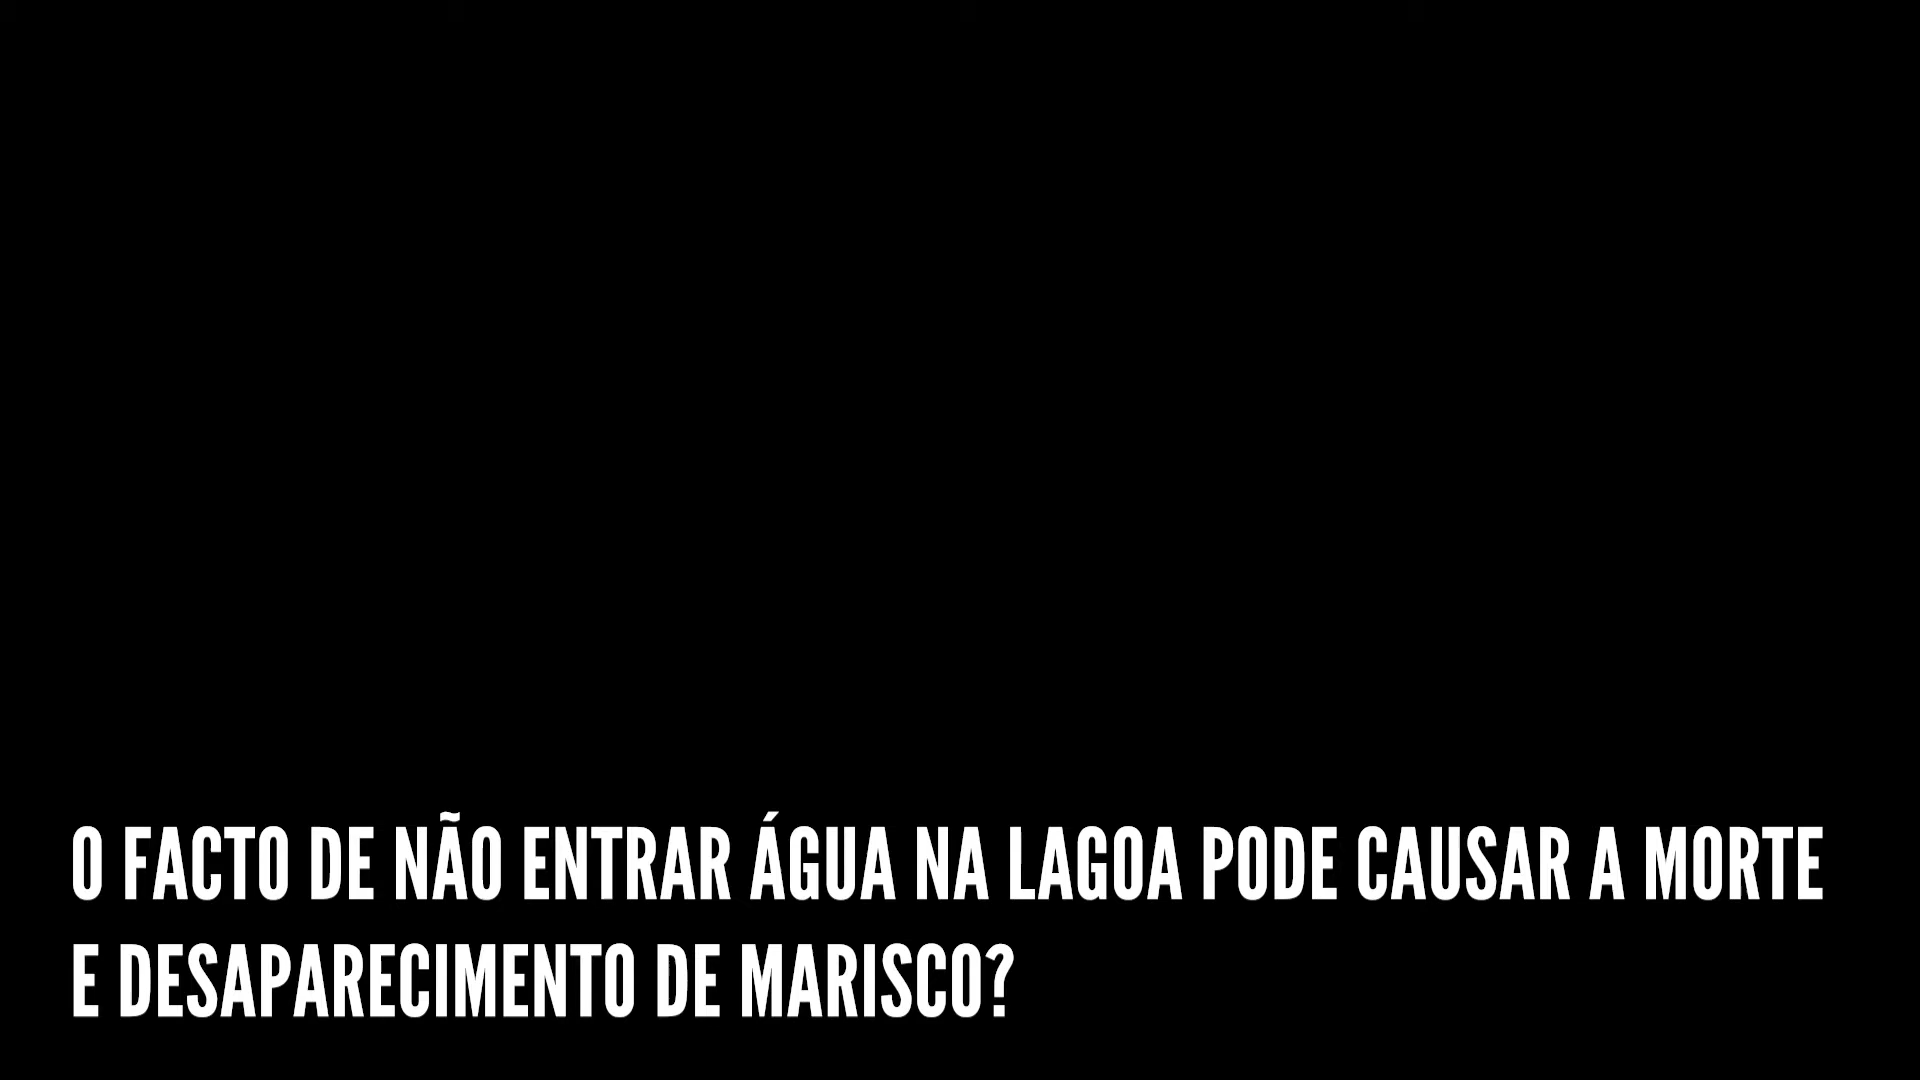 O FACTO DE NÃO ENTRAR ÁGUA NA LAGOA PODE CAUSAR A MORTE
E DESAPARECIMENTO DE MARISCO?